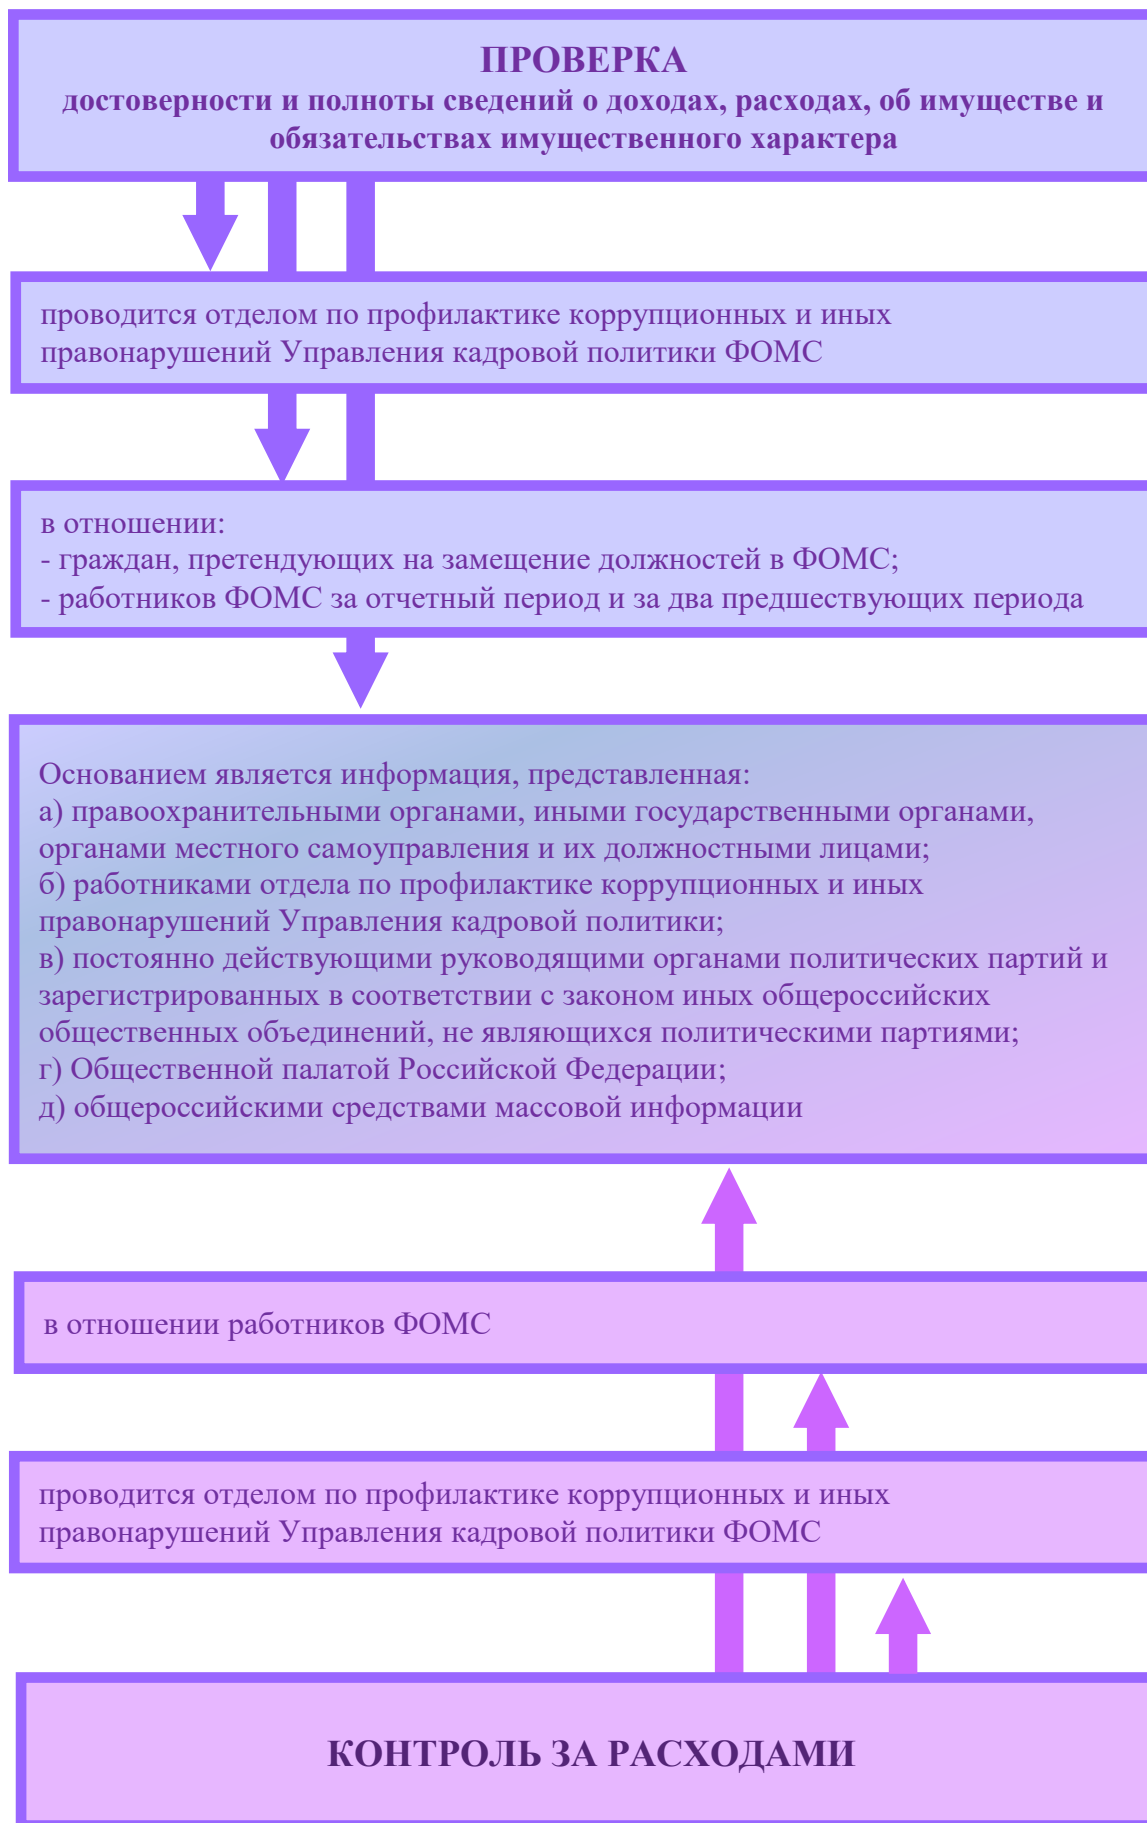 ПРОВЕРКА
достоверности и полноты сведений о доходах, расходах, об имуществе и
обязательствах имущественного характера
проводится отделом по профилактике коррупционных и иных
правонарушений Управления кадровой политики ФОМС
в отношении:
- граждан, претендующих на замещение должностей в ФОМС;
- работников ФОМС за отчетный период и за два предшествующих периода
Основанием является информация, представленная:
а) правоохранительными органами, иными государственными органами,
органами местного самоуправления и их должностными лицами;
б) работниками отдела по профилактике коррупционных и иных
правонарушений Управления кадровой политики;
в) постоянно действующими руководящими органами политических партий и
зарегистрированных в соответствии с законом иных общероссийских
общественных объединений, не являющихся политическими партиями;
г) Общественной палатой Российской Федерации;
д) общероссийскими средствами массовой информации
в отношении работников ФОМС
проводится отделом по профилактике коррупционных и иных
правонарушений Управления кадровой политики ФОМС
КОНТРОЛЬ ЗА РАСХОДАМИ